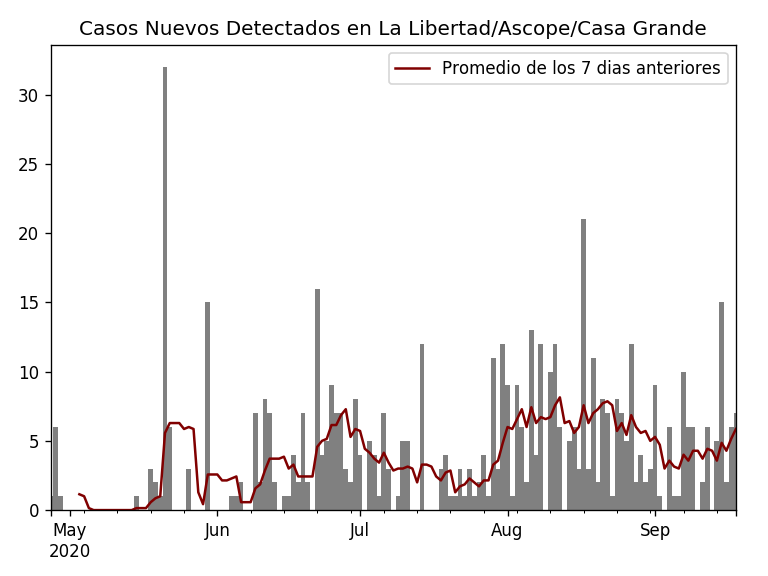 Casos Nuevos Detectados en La Libertad/Ascope/Casa Grande
Promedio de los 7 dias anteriores
30
25
20
15
10
5
0
May Jun Jul Aug Sep
2020